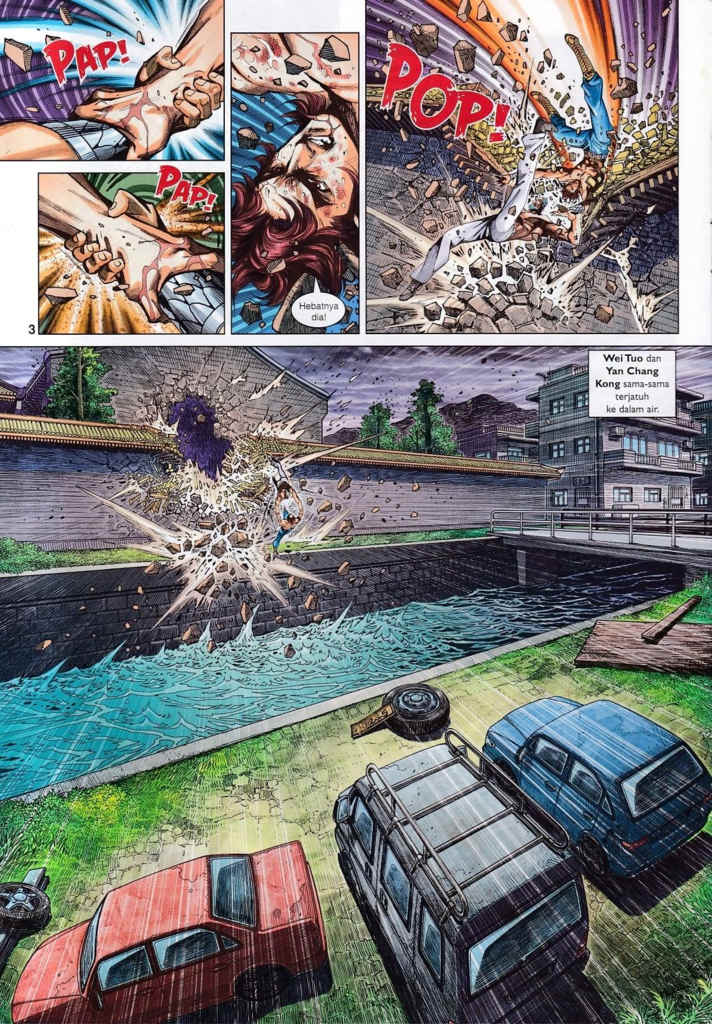 PAP!
PAP!
Hebatnya
dia!
POP!
3
Wei Tuo dan
Yan Chang
Kong sama-sama
terjatuh
ke dalam air.